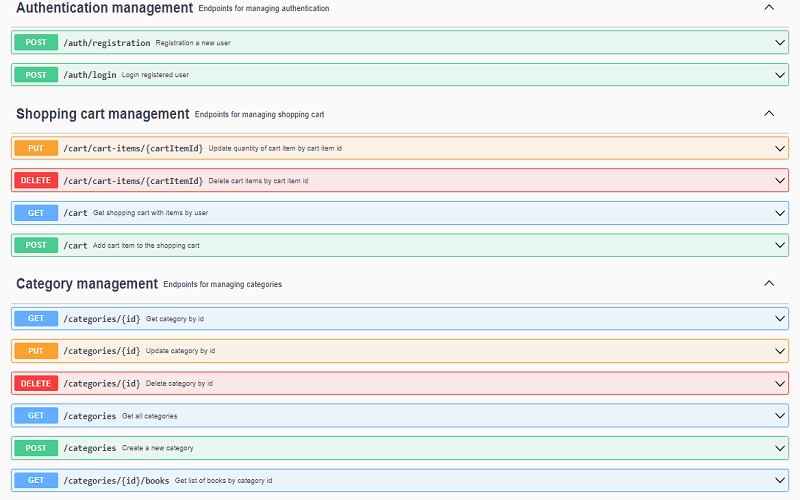 Authentication management Endpoints for managing authentication
POST /auth/registration Registration a new user
POST /auth/login Login registered user
Shopping cart management Endpoints for managing shopping cart
PUT /cart/cart-items/{cartItemId} Update quantity of cart item by cart item id
DELETE /cart/cart-items/{cartItemId} Delete cart items by cart item id
GET /cart Get shopping cart with items by user
POST /cart Add cart item to the shopping cart
Category management Endpoints for managing categories
GET /categories/{id} Get category by id
PUT /categories/{id} Update category by id
DELETE /categories/{id} Delete category by id
GET /categories Get all categories
POST /categories Create a new category
GET /categories/{id}/books Get list of books by category id